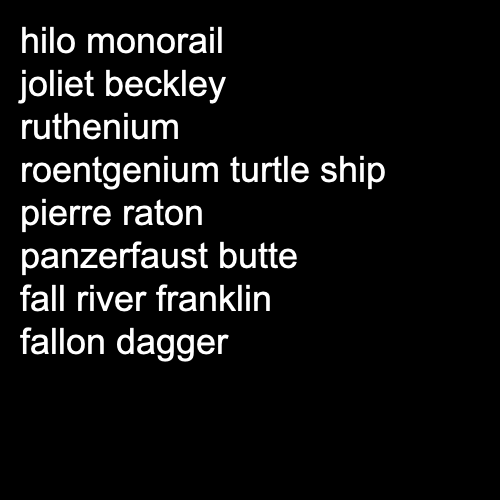 hilo monorail
joliet beckley
ruthenium
roentgenium turtle ship
pierre raton
panzerfaust butte
fall river franklin
fallon dagger